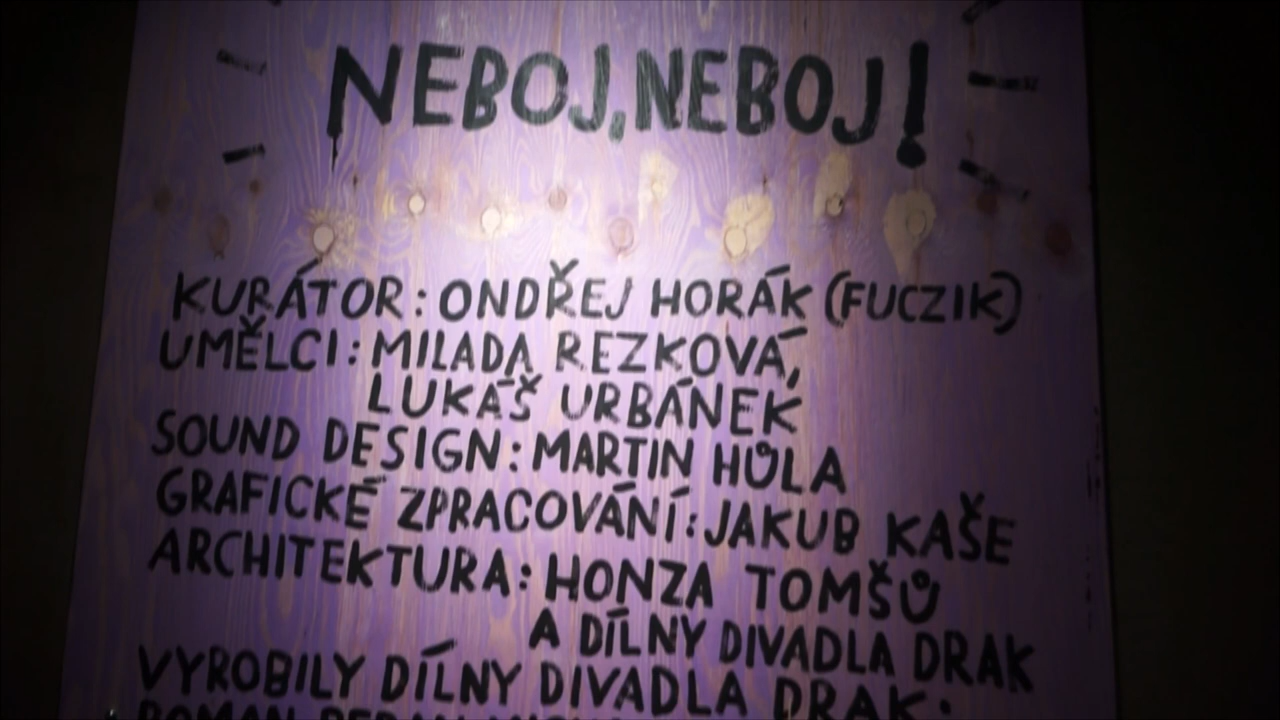 NEBOJ, NEBOJ!
KURÁTOR: ONDŘEJ HORÁK (FUCZIK)
UMĚLCI: MILADA REZKOVÁ,
LUKÁŠ URBÁNEK
SOUND DESIGN: MARTIN HŮLA
GRAFICKÉ ZPRACOVÁNÍ: JAKUB KAŠE
ARCHITEKTURA: HONZA TOMŠŮ
A DÍLNY DIVADLA DRAK
VYROBILY DÍLNY DIVADLA DRAK:
ROMAN